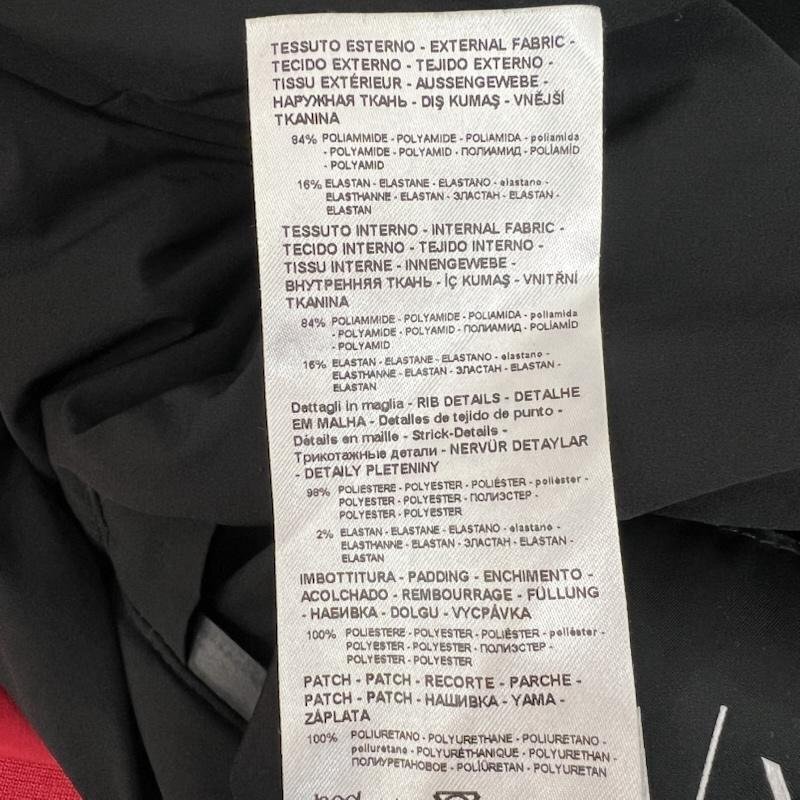 TESSUTO ESTERNO - EXTERNAL FABRIC -
TECIDO EXTERNO - TEJIDO EXTERNO -
TISSU EXTÉRIEUR - AUSSENGEWEBE -
НАРУЖНАЯ ТКАНЬ - DIŞ KUMAŞ - VNĚJŠÍ
TKANINA
84% POLIAMMIDE - POLYAMIDE - POLIAMIDA - poliamida
- POLYAMIDE - POLYAMID - ПОЛИАМИД - POLİAMİD
- POLYAMID
16% ELASTAN - ELASTANE - ELASTANO - elastano -
ELASTHANNE - ELASTAN - ЭЛАСТАН - ELASTAN -
ELASTAN
TESSUTO INTERNO - INTERNAL FABRIC -
TECIDO INTERNO - TEJIDO INTERNO -
TISSU INTERNE - INNENGEWEBE -
ВНУТРЕННЯЯ ТКАНЬ - İÇ KUMAŞ - VNITŘNÍ
TKANINA
84% POLIAMMIDE - POLYAMIDE - POLIAMIDA - poliamida
- POLYAMIDE - POLYAMID - ПОЛИАМИД - POLİAMİD
- POLYAMID
16% ELASTAN - ELASTANE - ELASTANO - elastano -
ELASTHANNE - ELASTAN - ЭЛАСТАН - ELASTAN -
ELASTAN
Dettagli in maglia - RIB DETAILS - DETALHE
EM MALHA - Detalles de tejido de punto -
Détails en maille - Strick-Details -
Трикотажные детали - NERVÜR DETAYLAR
- DETAILY PLETENINY
98% POLIESTERE - POLYESTER - POLIÉSTER - poliéster -
POLYESTER - POLYESTER - ПОЛИЭСТЕР -
POLYESTER - POLYESTER
2% ELASTAN - ELASTANE - ELASTANO - elastano -
ELASTHANNE - ELASTAN - ЭЛАСТАН - ELASTAN -
ELASTAN
IMBOTTITURA - PADDING - ENCHIMENTO -
ACOLCHADO - REMBOURRAGE - FÜLLUNG
- НАБИВКА - DOLGU - VYCPÁVKA
100% POLIESTERE - POLYESTER - POLIÉSTER - poliéster -
POLYESTER - POLYESTER - ПОЛИЭСТЕР -
POLYESTER - POLYESTER
PATCH - PATCH - RECORTE - PARCHE -
PATCH - PATCH - НАШИВКА - YAMA -
ZÁPLATA
100% POLIURETANO - POLYURETHANE - POLIURETANO -
poliuretano - POLYURÉTHANIQUE - POLYURETHAN -
ПОЛИУРЕТАНОВОЕ - POLİÜRETAN - POLYURETAN